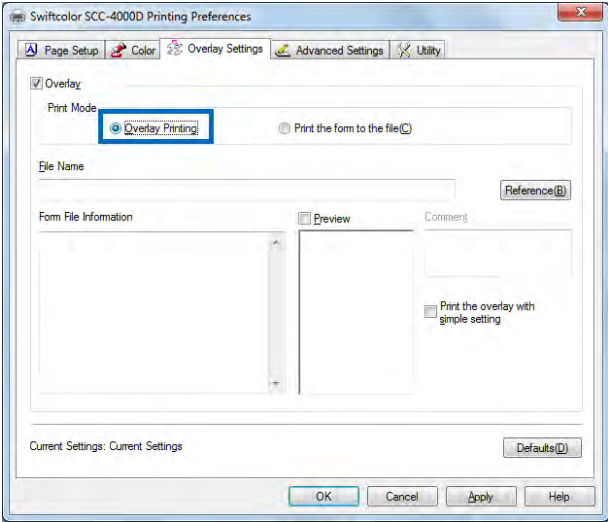 Swiftcolor SCC-4000D Printing Preferences
Page Setup Color Overlay Settings Advanced Settings Utility
Overlay
Print Mode
Overlay Printing Print the form to the file(C)
File Name
Reference(B)
Form File Information Preview Comment
Print the overlay with
simple setting
Current Settings: Current Settings Defaults(D)
OK Cancel Apply Help